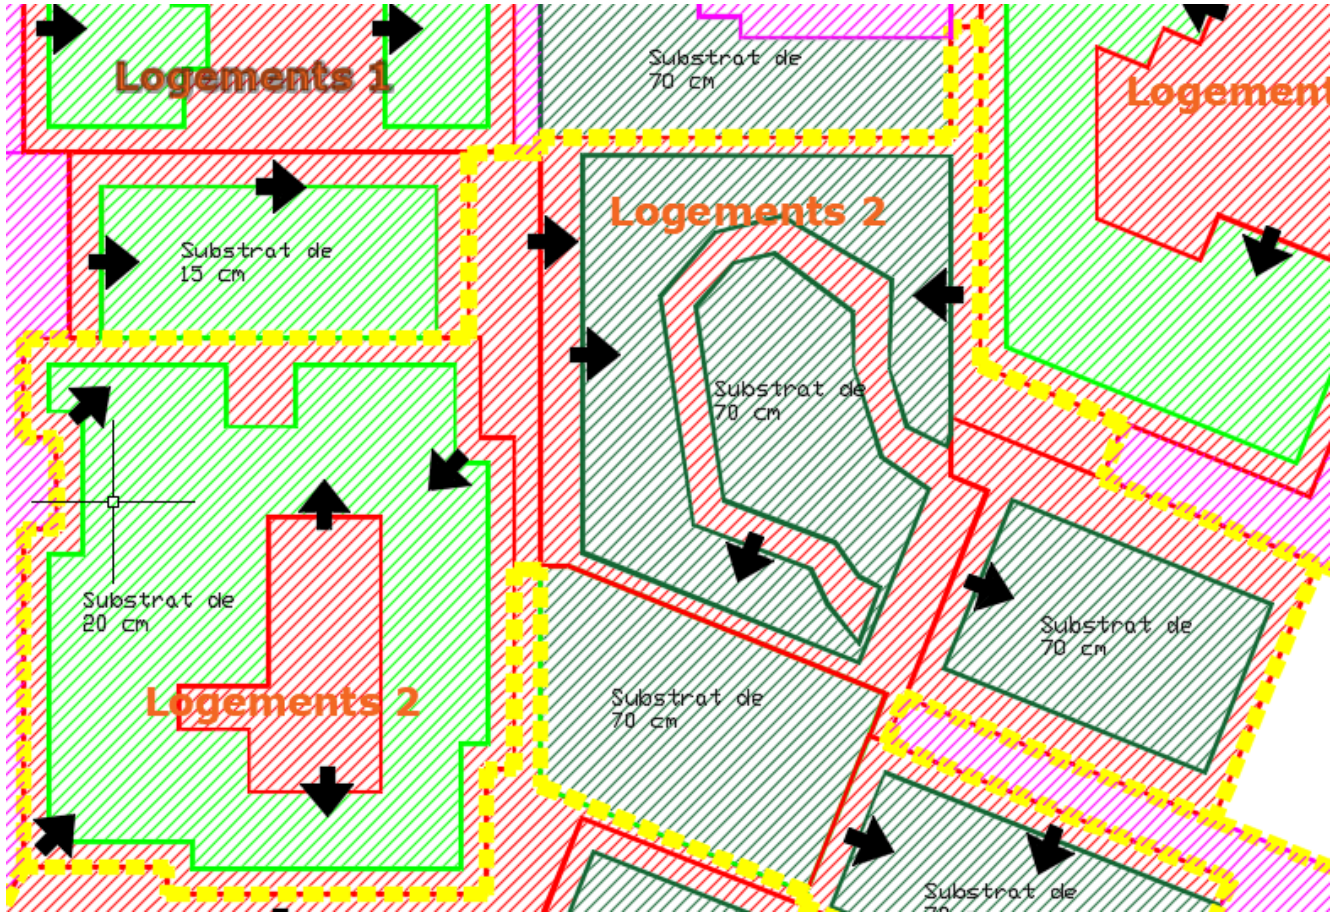 Logements 1
Substrat de
70 cm
Logement
Substrat de
15 cm
Logements 2
Substrat de
70 cm
Substrat de
20 cm
Substrat de
70 cm
Logements 2
Substrat de
70 cm
Substrat de